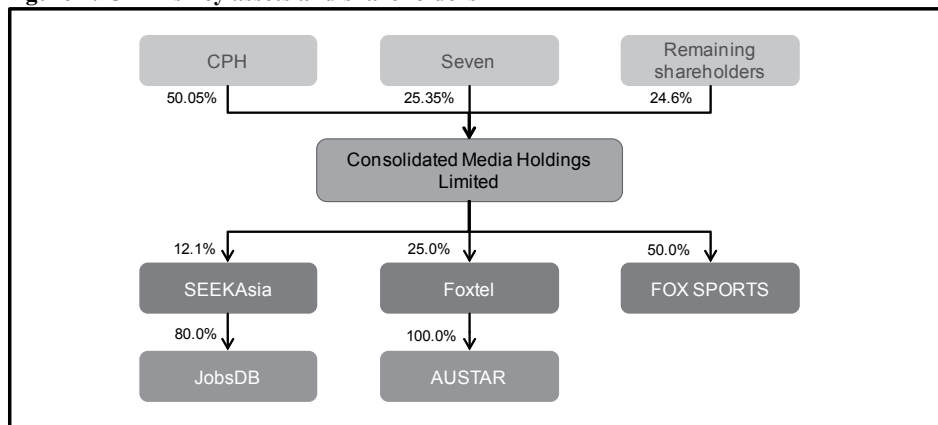 CPH
Seven
Remaining
shareholders
50.05%
25.35%
24.6%
Consolidated Media Holdings
Limited
12.1%
25.0%
50.0%
SEEKAsia
Foxtel
FOX SPORTS
80.0%
100.0%
JobsDB
AUSTAR